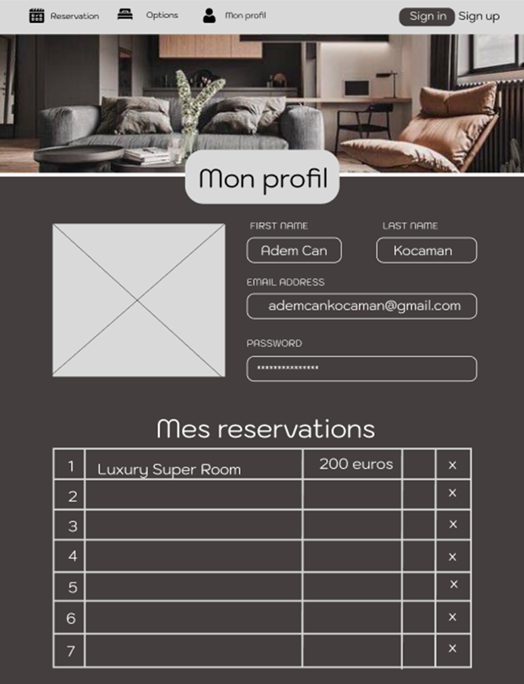 Reservation Options Mon profil Sign in Sign up
Mon profil
FIRST NAME LAST NAME
Adem Can Kocaman
EMAIL ADDRESS
ademcankocaman@gmail.com
PASSWORD
***************
Mes reservations
1 Luxury Super Room 200 euros x
2 x
3 x
4 x
5 x
6 x
7 x